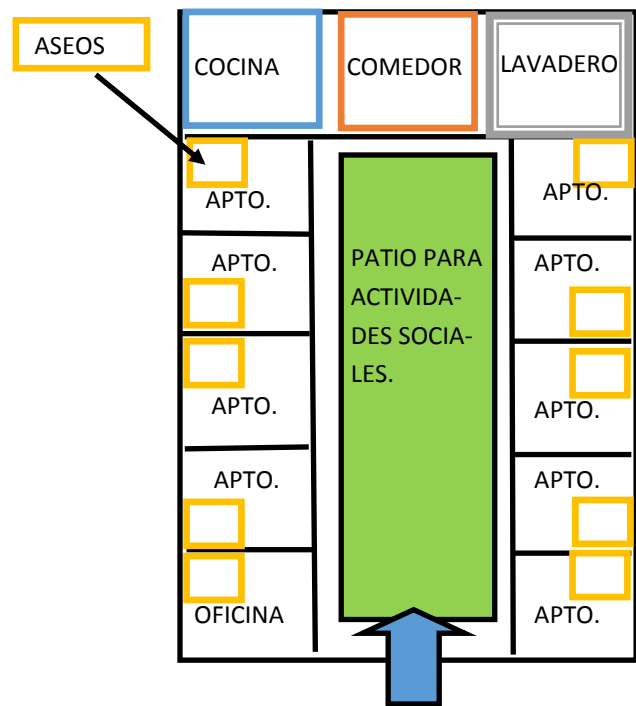 ASEOS
COCINA
COMEDOR
LAVADERO
APTO.
APTO.
APTO.
APTO.
OFICINA
PATIO PARA
ACTIVIDA-
DES SOCIA-
LES.
APTO.
APTO.
APTO.
APTO.
APTO.